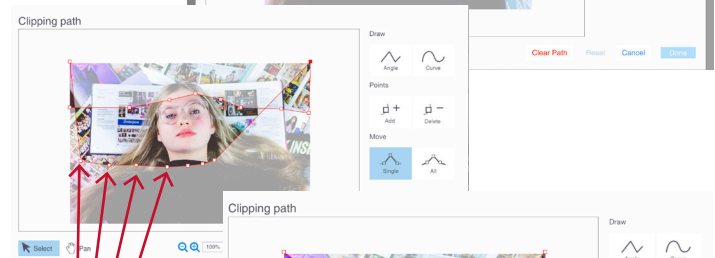 Clipping path
Draw
Angle
Curve
Points
Add
Delete
Move
Single
All
Select
Pan
100%
Clear Path
Reset
Cancel
Done
Clipping path
Draw